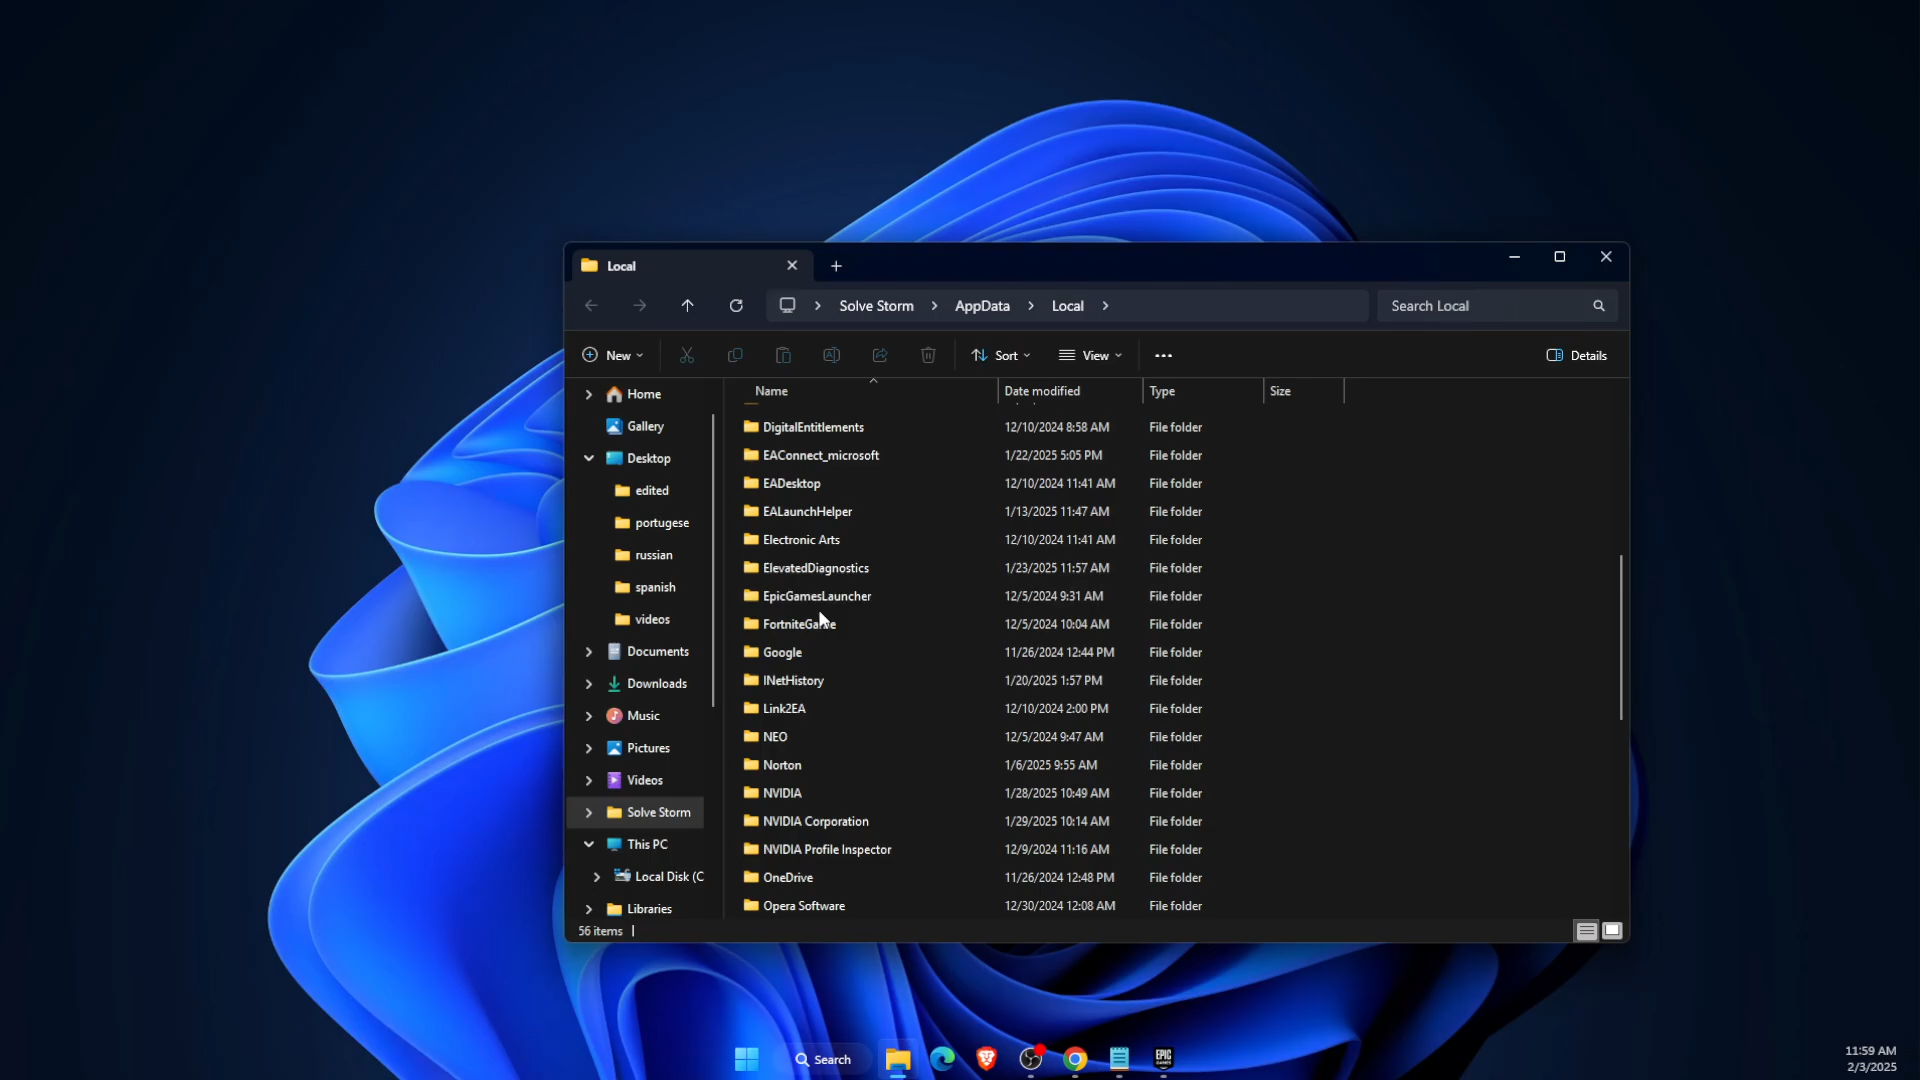 Local
Solve Storm > AppData > Local >
Search Local
New
Sort
View
Details
Name
Date modified
Type
Size
Home
Gallery
Desktop
edited
portugese
russian
spanish
videos
Documents
Downloads
Music
Pictures
Videos
Solve Storm
This PC
Local Disk (C
Libraries
DigitalEntitlements 12/10/2024 8:58 AM File folder
EAConnect_microsoft 1/22/2025 5:05 PM File folder
EADesktop 12/10/2024 11:41 AM File folder
EALaunchHelper 1/13/2025 11:47 AM File folder
Electronic Arts 12/10/2024 11:41 AM File folder
ElevatedDiagnostics 1/23/2025 11:57 AM File folder
EpicGamesLauncher 12/5/2024 9:31 AM File folder
FortniteGame 12/5/2024 10:04 AM File folder
Google 11/26/2024 12:44 PM File folder
INetHistory 1/20/2025 1:57 PM File folder
Link2EA 12/10/2024 2:00 PM File folder
NEO 12/5/2024 9:47 AM File folder
Norton 1/6/2025 9:55 AM File folder
NVIDIA 1/28/2025 10:49 AM File folder
NVIDIA Corporation 1/29/2025 10:14 AM File folder
NVIDIA Profile Inspector 12/9/2024 11:16 AM File folder
OneDrive 11/26/2024 12:48 PM File folder
Opera Software 12/30/2024 12:08 AM File folder
56 items
Search
EPIC
GAMES
11:59 AM
2/3/2025